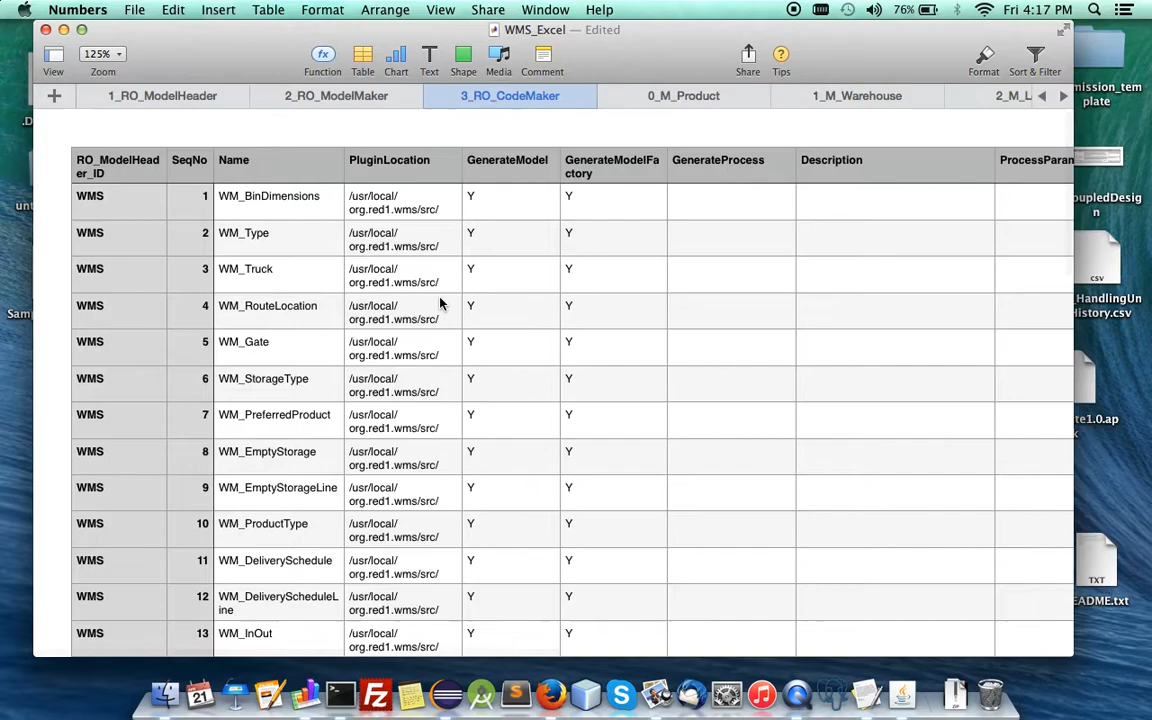 Numbers File Edit Insert Table Format Arrange View Share Window Help 76% Fri 4:17 PM
WMS_Excel — Edited
125%
View Zoom fx Function Table Chart Text Shape Media Comment Share Tips Format Sort & Filter
1_RO_ModelHeader 2_RO_ModelMaker 3_RO_CodeMaker 0_M_Product 1_M_Warehouse 2_M_L
RO_ModelHead
er_ID SeqNo Name PluginLocation GenerateModel GenerateModelFa
ctory GenerateProcess Description ProcessParan
WMS 1 WM_BinDimensions /usr/local/
org.red1.wms/src/ Y Y
WMS 2 WM_Type /usr/local/
org.red1.wms/src/ Y Y
WMS 3 WM_Truck /usr/local/
org.red1.wms/src/ Y Y
WMS 4 WM_RouteLocation /usr/local/
org.red1.wms/src/ Y Y
WMS 5 WM_Gate /usr/local/
org.red1.wms/src/ Y Y
WMS 6 WM_StorageType /usr/local/
org.red1.wms/src/ Y Y
WMS 7 WM_PreferredProduct /usr/local/
org.red1.wms/src/ Y Y
WMS 8 WM_EmptyStorage /usr/local/
org.red1.wms/src/ Y Y
WMS 9 WM_EmptyStorageLine /usr/local/
org.red1.wms/src/ Y Y
WMS 10 WM_ProductType /usr/local/
org.red1.wms/src/ Y Y
WMS 11 WM_DeliverySchedule /usr/local/
org.red1.wms/src/ Y Y
WMS 12 WM_DeliveryScheduleL
ine /usr/local/
org.red1.wms/src/ Y Y
WMS 13 WM_InOut /usr/local/
org.red1.wms/src/ Y Y
mission_tem
plate
oupledDesig
n
csv
_HandlingUn
History.csv
te1.0.ap
k
TXT
README.txt
.D
unt
Sam
APR
21
ZIP